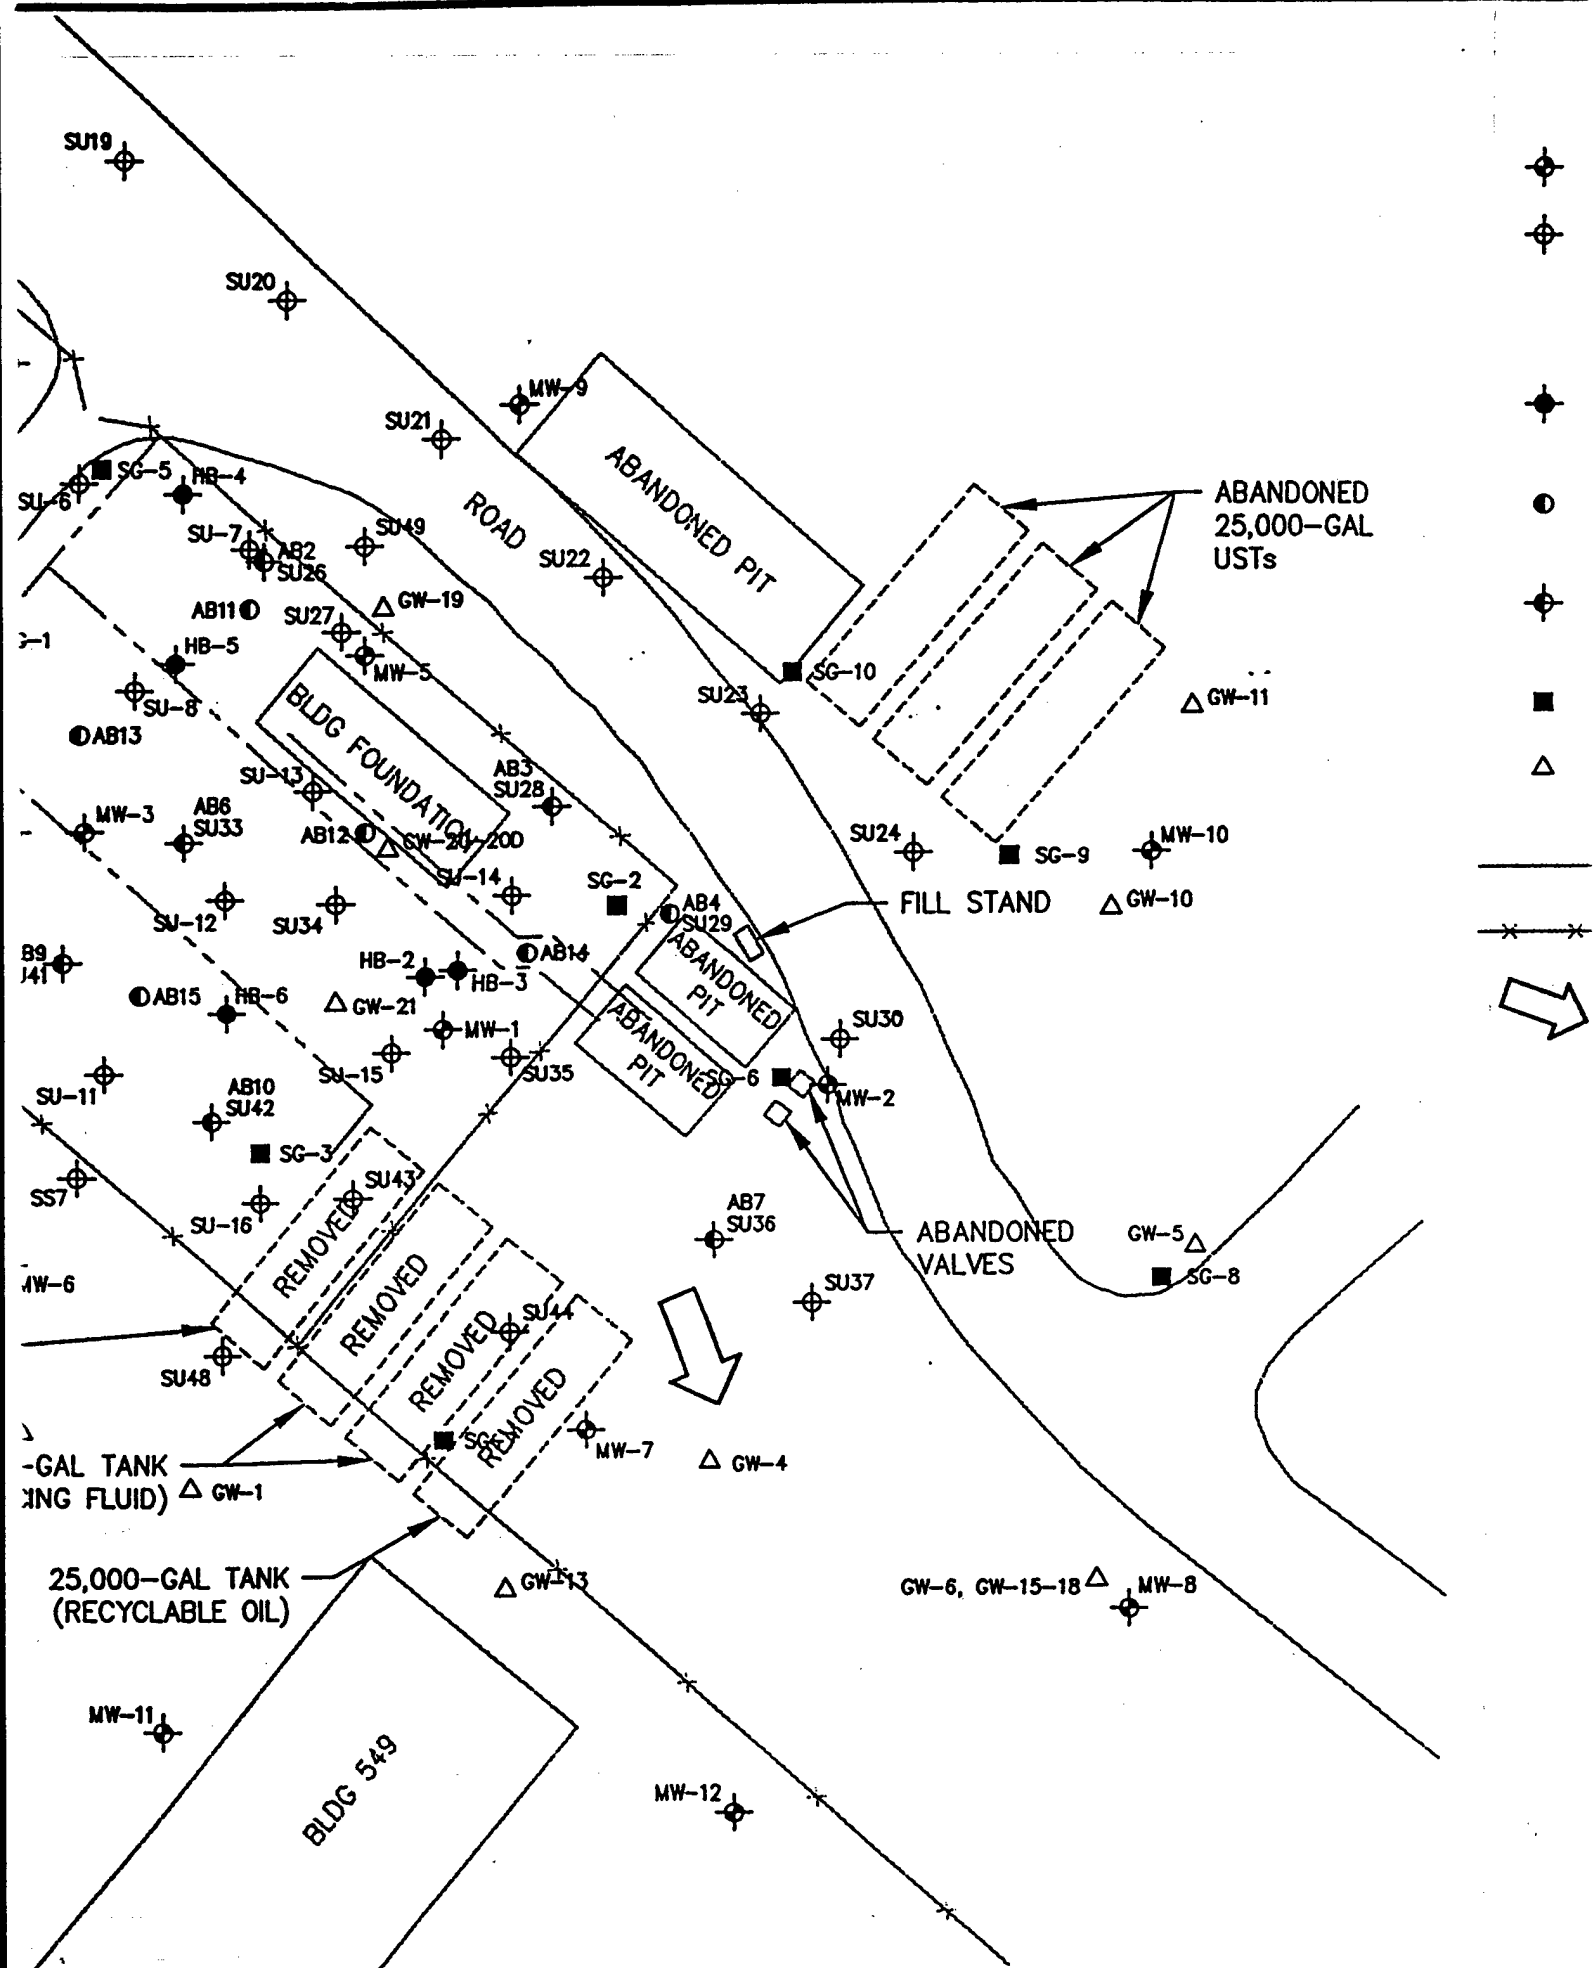 SU19
SU20
MW-9
SU21
ABANDONED PIT
SG-5
HB-4
SU-6
ROAD
ABANDONED
25,000-GAL
USTs
SU-7
SU49
AB2
SU26
SU22
AB11
GW-19
SU27
HB-5
MW-5
SG-10
SU-8
SU23
GW-11
BLDG FOUNDATION
AB13
SU-13
AB3
SU28
MW-3
AB6
SU33
AB12
SU24
MW-10
SG-9
SU-14
SG-2
FILL STAND
GW-10
SU-12
SU34
AB4
SU29
ABANDONED
PIT
HB-2
AB14
HB-3
AB15
HB-6
GW-21
MW-1
SU30
ABANDONED
PIT
SU-15
SU35
SG-6
MW-2
SU-11
AB10
SU42
SG-3
SS7
SU43
SU-16
REMOVED
AB7
SU36
ABANDONED
VALVES
GW-5
SG-8
MW-6
REMOVED
SU37
SU44
REMOVED
SU48
REMOVED
MW-7
GW-4
-GAL TANK
FLUID)
GW-1
25,000-GAL TANK
(RECYCLABLE OIL)
GW-13
GW-6, GW-15-18
MW-8
MW-11
BLDG 549
MW-12